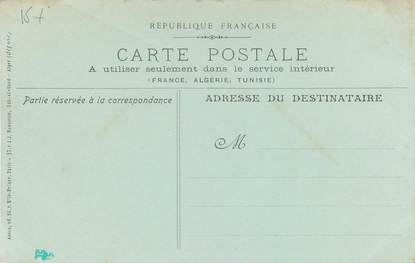 RÉPUBLIQUE FRANÇAISE
CARTE POSTALE
A utiliser seulement dans le service intérieur
(FRANCE, ALGÉRIE, TUNISIE)
Partie réservée à la correspondance
ADRESSE DU DESTINATAIRE
M